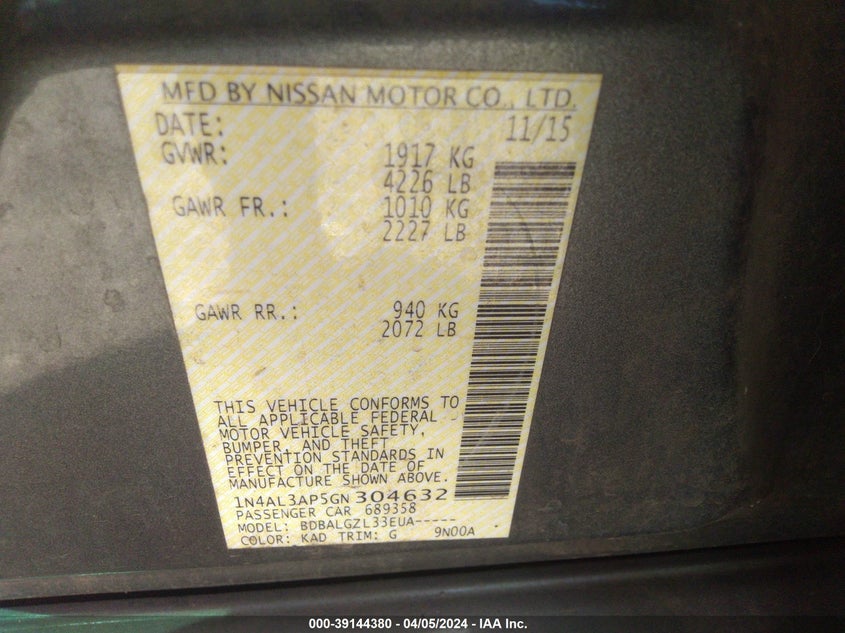 MFD BY NISSAN MOTOR CO., LTD.
DATE: 11/15
GVWR: 1917 KG
4226 LB
GAWR FR.: 1010 KG
2227 LB
GAWR RR.: 940 KG
2072 LB
THIS VEHICLE CONFORMS TO
ALL APPLICABLE FEDERAL
MOTOR VEHICLE SAFETY,
BUMPER, AND THEFT
PREVENTION STANDARDS IN
EFFECT ON THE DATE OF
MANUFACTURE SHOWN ABOVE.
1N4AL3AP5GN304632
PASSENGER CAR 689358
MODEL: BDBALGZL33EUA-----
COLOR: KAD TRIM: G 9N00A
000-39144380 - 04/05/2024 - IAA Inc.